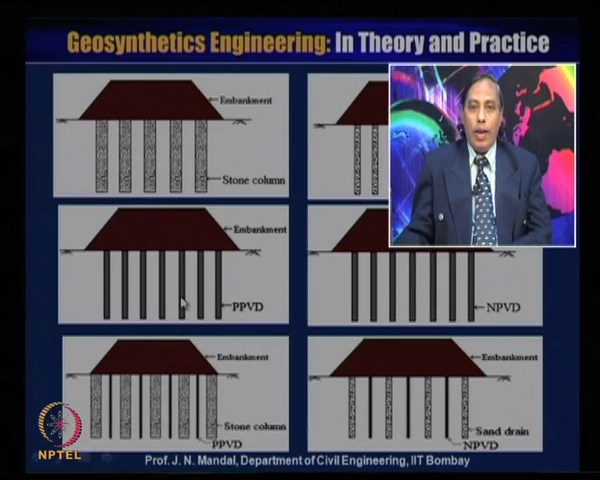 Geosynthetics Engineering: In Theory and Practice
Embankment
Stone column
Embankment
PPVD
NPVD
Embankment
Stone column
PPVD
Embankment
Sand drain
NPVD
NPTEL
Prof. J. N. Mandal, Department of Civil Engineering, IIT Bombay